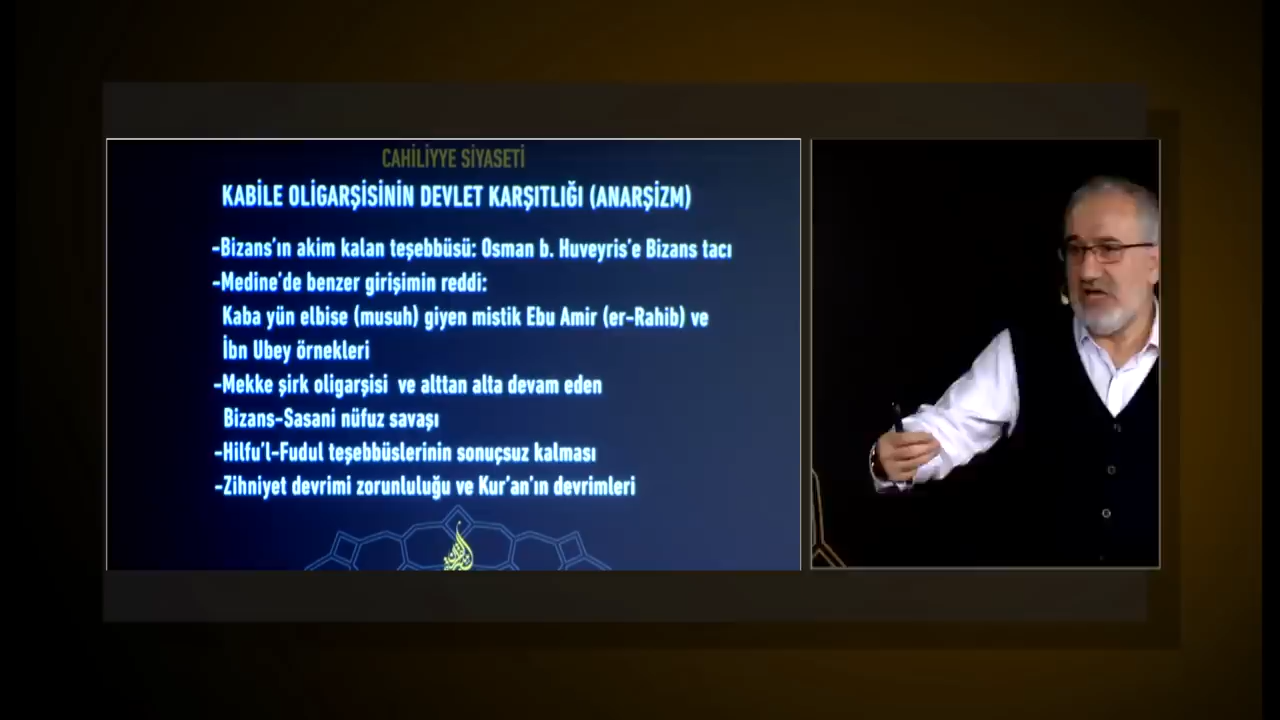 CAHİLİYYE SİYASETİ
KABİLE OLİGARŞİSİNİN DEVLET KARŞITLIĞI (ANARŞİZM)
-Bizans'ın akim kalan teşebbüsü: Osman b. Huveyris'e Bizans tacı
-Medine'de benzer girişimin reddi:
Kaba yün elbise (musuh) giyen mistik Ebu Amir (er-Rahib) ve
İbn Ubey örnekleri
-Mekke şirk oligarşisi ve alttan alta devam eden
Bizans-Sasani nüfuz savaşı
-Hilfu'l-Fudul teşebbüslerinin sonuçsuz kalması
-Zihniyet devrimi zorunluluğu ve Kur'an'ın devrimleri